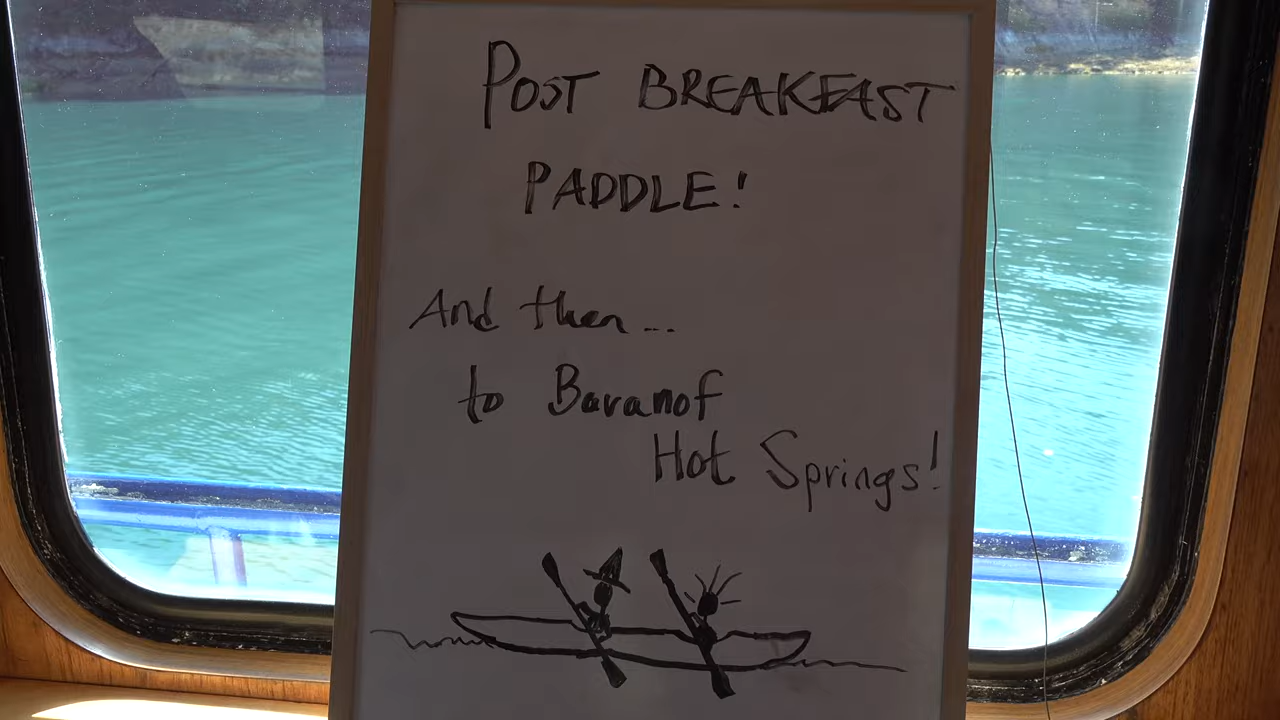 POST BREAKFAST
PADDLE!
And then...
to Baranof
Hot Springs!